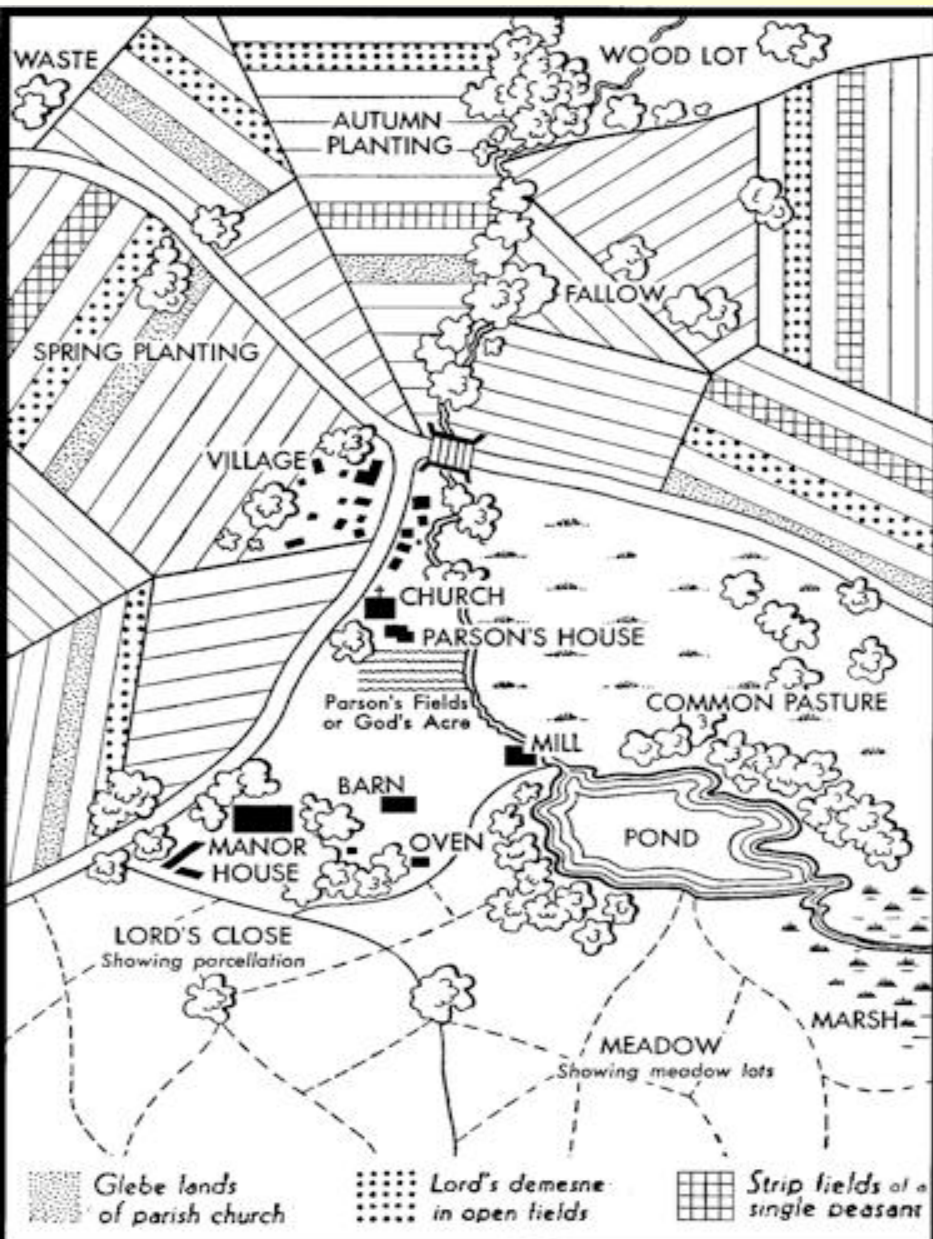 WASTE
WOOD LOT
AUTUMN
PLANTING
FALLOW
SPRING PLANTING
VILLAGE
CHURCH
PARSON'S HOUSE
Parson's Fields
or God's Acre
COMMON PASTURE
MILL
BARN
POND
MANOR
HOUSE
OVEN
LORD'S CLOSE
Showing parcellation
MARSH
MEADOW
Showing meadow lots
Glebe lands
of parish church
Lord's demesne
in open fields
Strip fields of a
single peasant